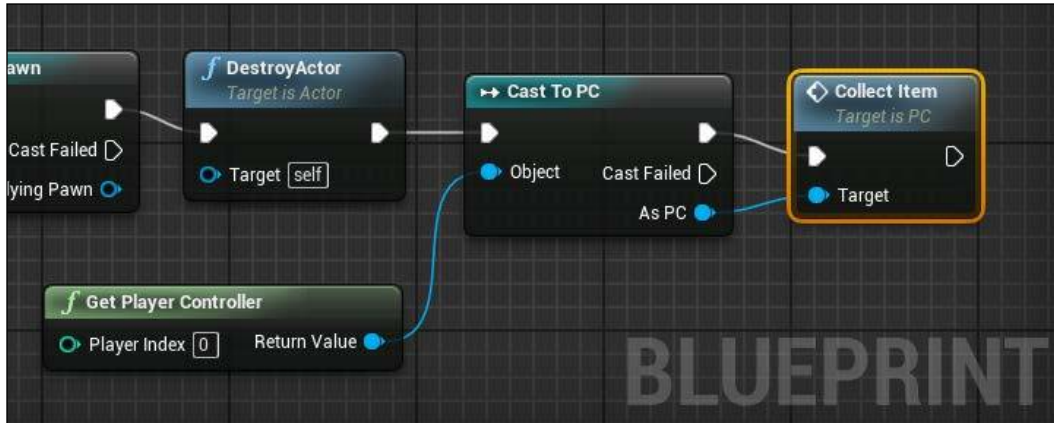 awn
Cast Failed
lying Pawn
f DestroyActor
Target is Actor
Target self
Cast To PC
Object
Cast Failed
As PC
Collect Item
Target is PC
Target
f Get Player Controller
Player Index 0
Return Value
BLUEPRINT